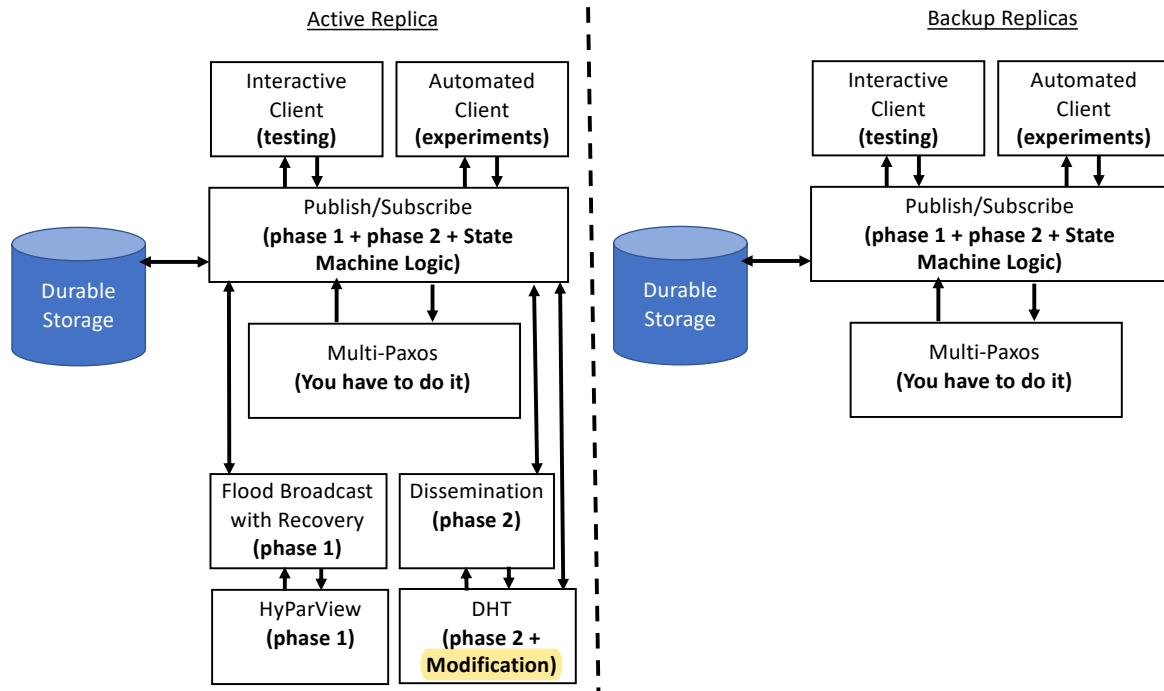 Active Replica
Interactive
Client
(testing)
Automated
Client
(experiments)
Publish/Subscribe
(phase 1 + phase 2 + State
Machine Logic)
Durable
Storage
Multi-Paxos
(You have to do it)
Flood Broadcast
with Recovery
(phase 1)
Dissemination
(phase 2)
HyParView
(phase 1)
DHT
(phase 2 +
Modification)
Backup Replicas
Interactive
Client
(testing)
Automated
Client
(experiments)
Publish/Subscribe
(phase 1 + phase 2 + State
Machine Logic)
Durable
Storage
Multi-Paxos
(You have to do it)